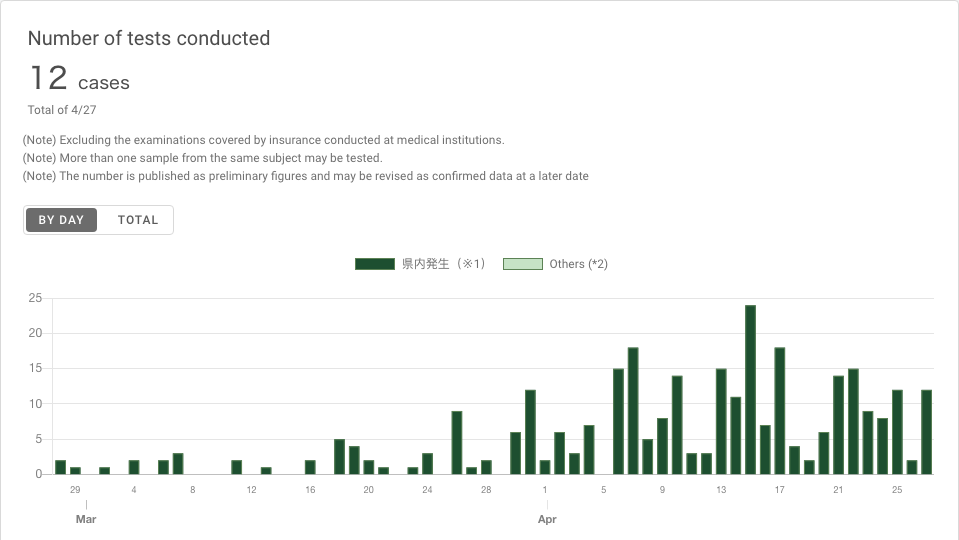 Number of tests conducted
12 cases
Total of 4/27
(Note) Excluding the examinations covered by insurance conducted at medical institutions.
(Note) More than one sample from the same subject may be tested.
(Note) The number is published as preliminary figures and may be revised as confirmed data at a later date
BY DAY TOTAL
県内発生（※1） Others (*2)
25
20
15
10
5
0
29 4 8 12 16 20 24 28 1 5 9 13 17 21 25
Mar Apr